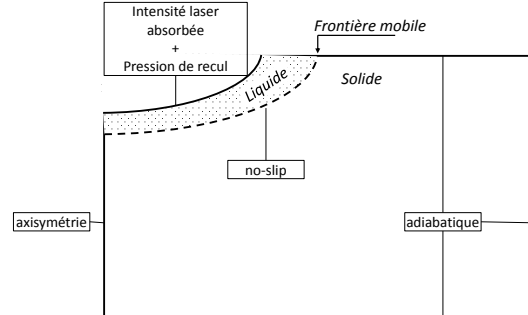 Intensité laser
absorbée
+
Pression de recul
Frontière mobile
Liquide
Solide
no-slip
axisymétrie
adiabatique